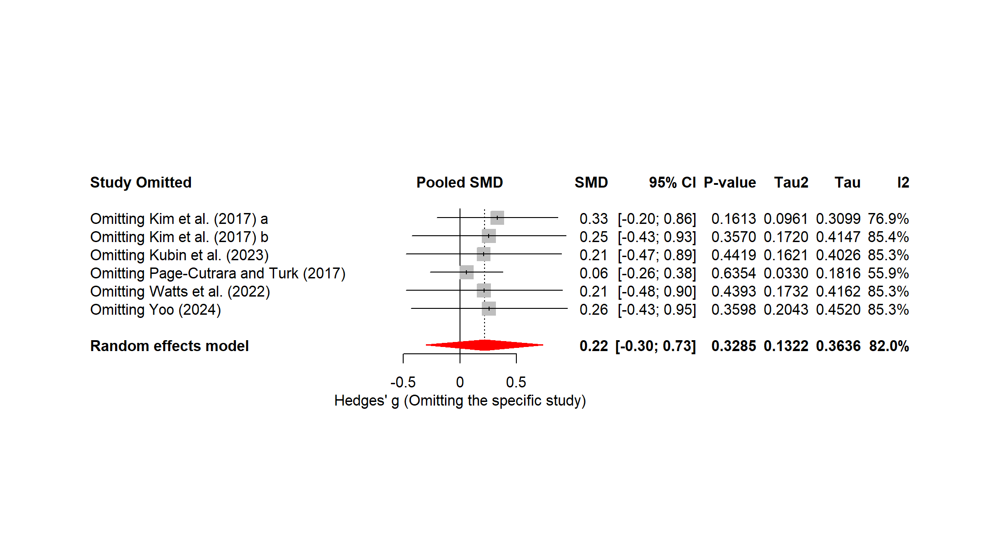 Study Omitted Pooled SMD SMD 95% CI P-value Tau2 Tau I2
Omitting Kim et al. (2017) a 0.33 [-0.20; 0.86] 0.1613 0.0961 0.3099 76.9%
Omitting Kim et al. (2017) b 0.25 [-0.43; 0.93] 0.3570 0.1720 0.4147 85.4%
Omitting Kubin et al. (2023) 0.21 [-0.47; 0.89] 0.4419 0.1621 0.4026 85.3%
Omitting Page-Cutrara and Turk (2017) 0.06 [-0.26; 0.38] 0.6354 0.0330 0.1816 55.9%
Omitting Watts et al. (2022) 0.21 [-0.48; 0.90] 0.4393 0.1732 0.4162 85.3%
Omitting Yoo (2024) 0.26 [-0.43; 0.95] 0.3598 0.2043 0.4520 85.3%
Random effects model 0.22 [-0.30; 0.73] 0.3285 0.1322 0.3636 82.0%
-0.5 0 0.5
Hedges' g (Omitting the specific study)